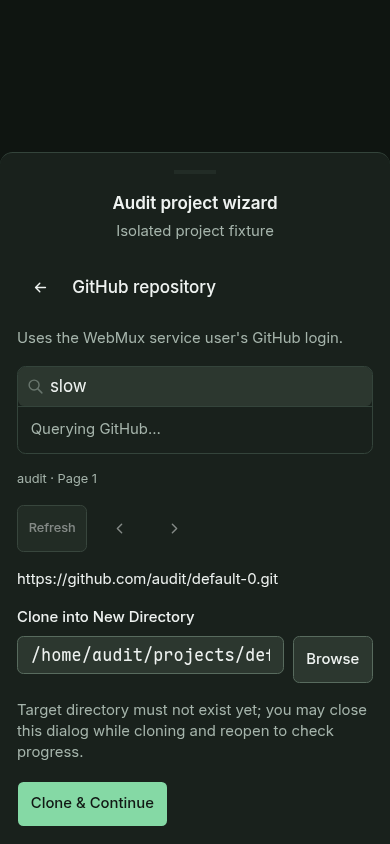 Audit project wizard
Isolated project fixture
← GitHub repository
Uses the WebMux service user's GitHub login.
slow
Querying GitHub...
audit · Page 1
Refresh
https://github.com/audit/default-0.git
Clone into New Directory
/home/audit/projects/def
Browse
Target directory must not exist yet; you may close
this dialog while cloning and reopen to check
progress.
Clone & Continue